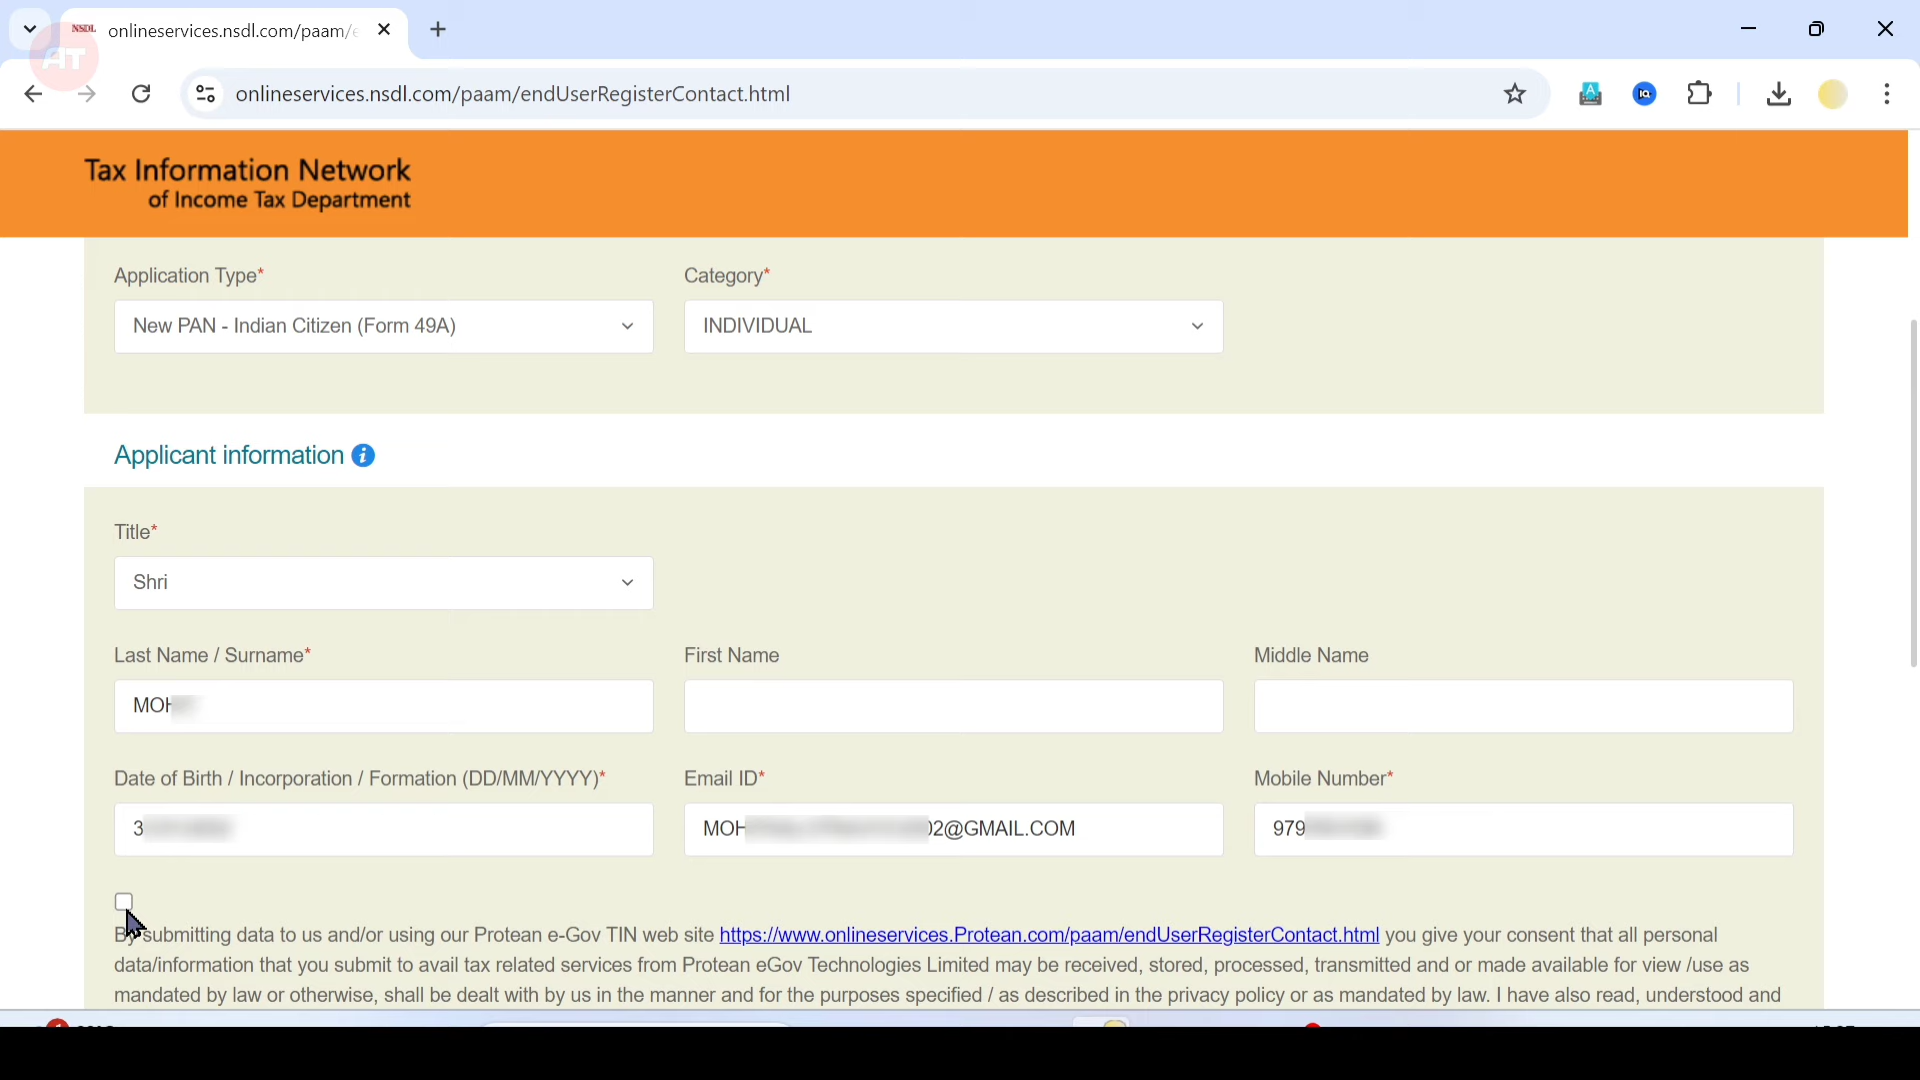 NSDL onlineservices.nsdl.com/paam/e
AT
onlineservices.nsdl.com/paam/endUserRegisterContact.html
Tax Information Network
of Income Tax Department
Application Type* Category*
New PAN - Indian Citizen (Form 49A) INDIVIDUAL
Applicant information i
Title*
Shri
Last Name / Surname* First Name Middle Name
MOH
Date of Birth / Incorporation / Formation (DD/MM/YYYY)* Email ID* Mobile Number*
3 MOH 02@GMAIL.COM 979
By submitting data to us and/or using our Protean e-Gov TIN web site https://www.onlineservices.Protean.com/paam/endUserRegisterContact.html you give your consent that all personal
data/information that you submit to avail tax related services from Protean eGov Technologies Limited may be received, stored, processed, transmitted and or made available for view /use as
mandated by law or otherwise, shall be dealt with by us in the manner and for the purposes specified / as described in the privacy policy or as mandated by law. I have also read, understood and